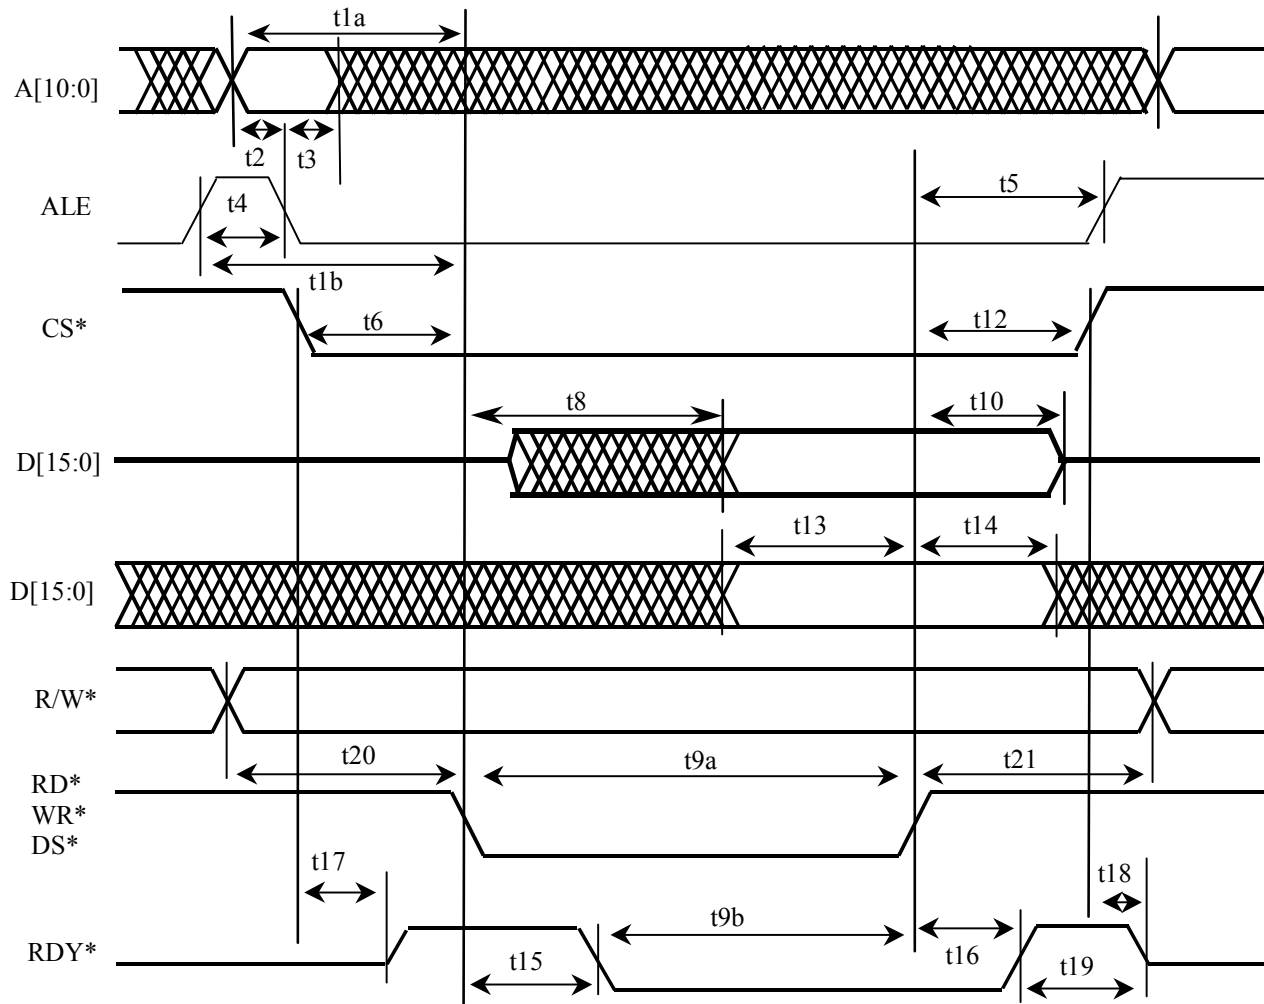 t1a
A[10:0]
t2
t3
ALE
t4
t5
t1b
CS*
t6
t12
t8
t10
D[15:0]
t13
t14
D[15:0]
R/W*
t20
t9a
t21
RD*
WR*
DS*
t17
t18
t9b
RDY*
t15
t16
t19